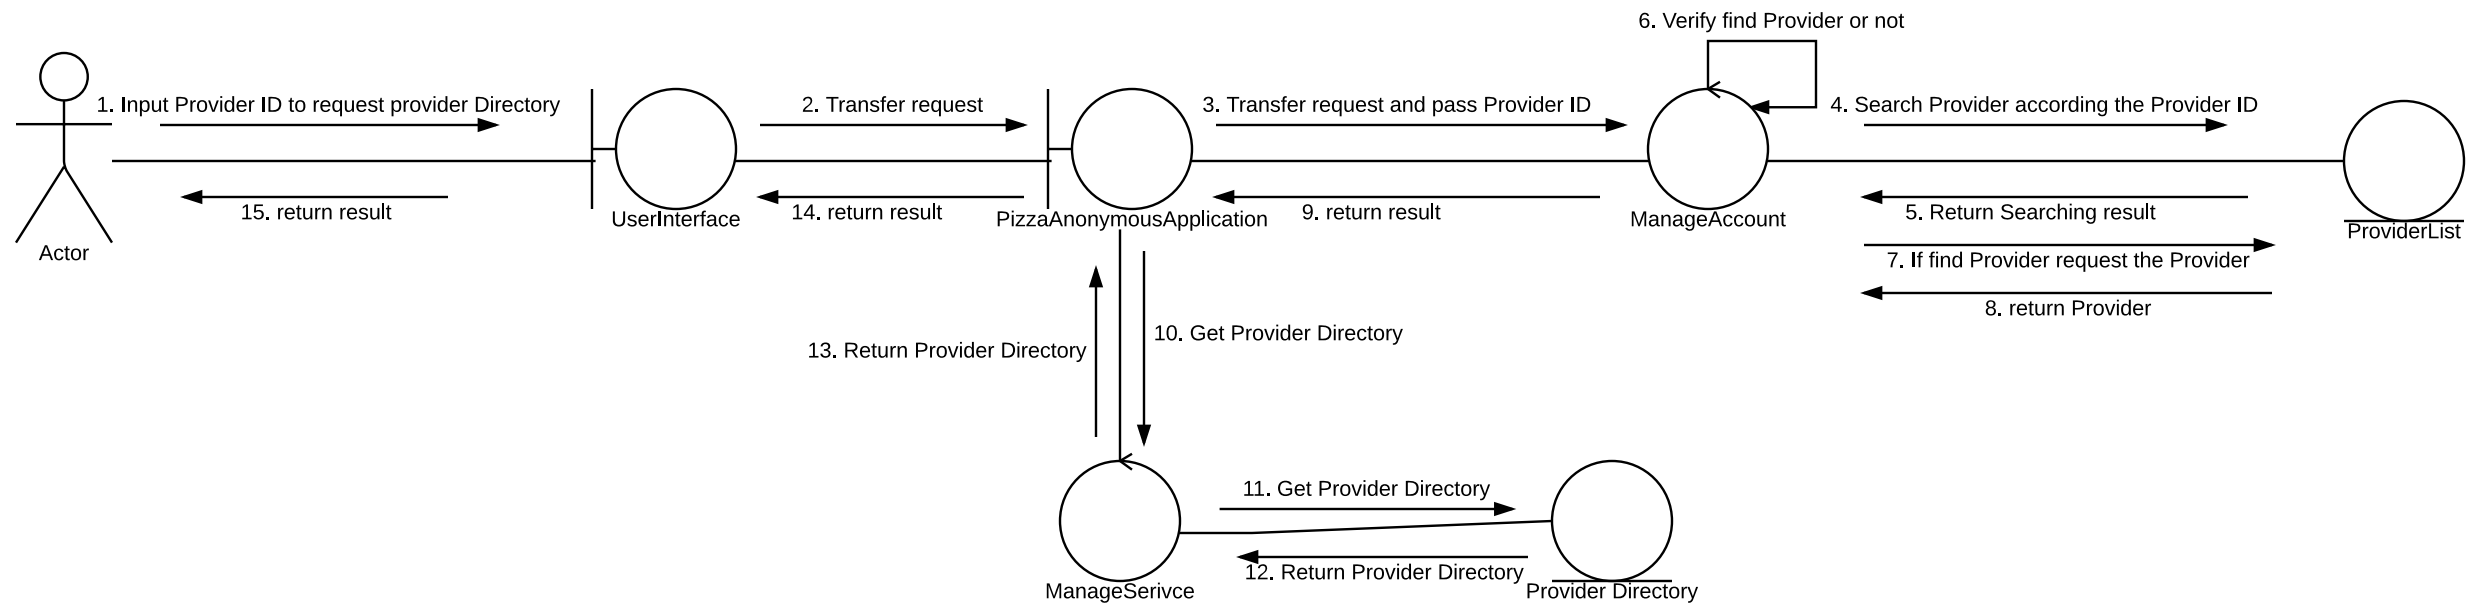 6. Verify find Provider or not
1. Input Provider ID to request provider Directory
2. Transfer request
3. Transfer request and pass Provider ID
4. Search Provider according the Provider ID
15. return result
UserInterface
14. return result
PizzaAnonymousApplication
9. return result
ManageAccount
5. Return Searching result
ProviderList
Actor
7. If find Provider request the Provider
8. return Provider
10. Get Provider Directory
13. Return Provider Directory
11. Get Provider Directory
12. Return Provider Directory
ManageSerivce
Provider Directory